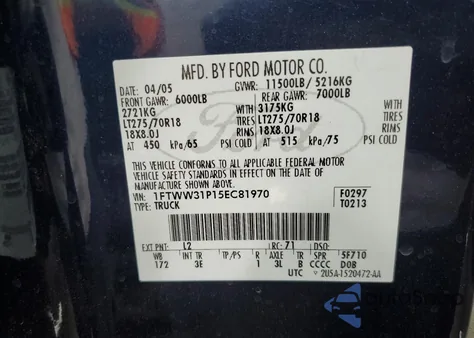 MFD. BY FORD MOTOR CO.
DATE: 04/05 GVWR: 11500LB / 5216KG
FRONT GAWR: 6000LB REAR GAWR: 7000LB
2721KG WITH 3175KG WITH
LT275/70R18 TIRES LT275/70R18 TIRES
18X8.0J RIMS 18X8.0J RIMS
AT 450 kPa/65 PSI COLD AT 515 kPa/75 PSI COLD
THIS VEHICLE CONFORMS TO ALL APPLICABLE FEDERAL MOTOR
VEHICLE SAFETY STANDARDS IN EFFECT ON THE DATE OF
MANUFACTURE SHOWN ABOVE.
VIN: 1FTWW31P15EC81970 F0297
TYPE: TRUCK T0213
EXT PNT: L2 RC: 71 DSO:
WB INT TR TP/PS R AXLE TR SPR 5F710
172 3E 1 3L B CCCC DOB
UTC 2U5A-1520472-AA
Ford